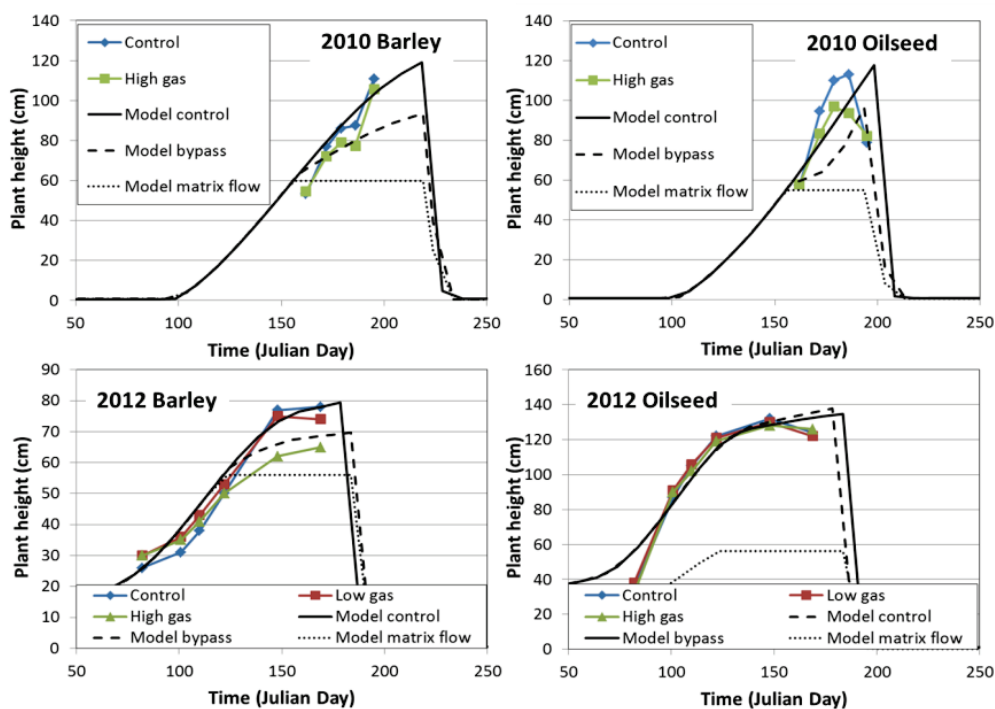 140
120
100
80
60
40
20
0
Plant height (cm)
2010 Barley
Control
High gas
Model control
Model bypass
Model matrix flow
50 100 150 200 250
Time (Julian Day)
140
120
100
80
60
40
20
0
Plant height (cm)
2010 Oilseed
Control
High gas
Model control
Model bypass
Model matrix flow
50 100 150 200 250
Time (Julian Day)
90
80
70
60
50
40
30
20
10
0
Plant height (cm)
2012 Barley
Control Low gas
High gas Model control
Model bypass Model matrix flow
50 100 150 200 250
Time (Julian Day)
160
140
120
100
80
60
40
20
0
Plant height (cm)
2012 Oilseed
Control Low gas
High gas Model control
Model bypass Model matrix flow
50 100 150 200 250
Time (Julian Day)